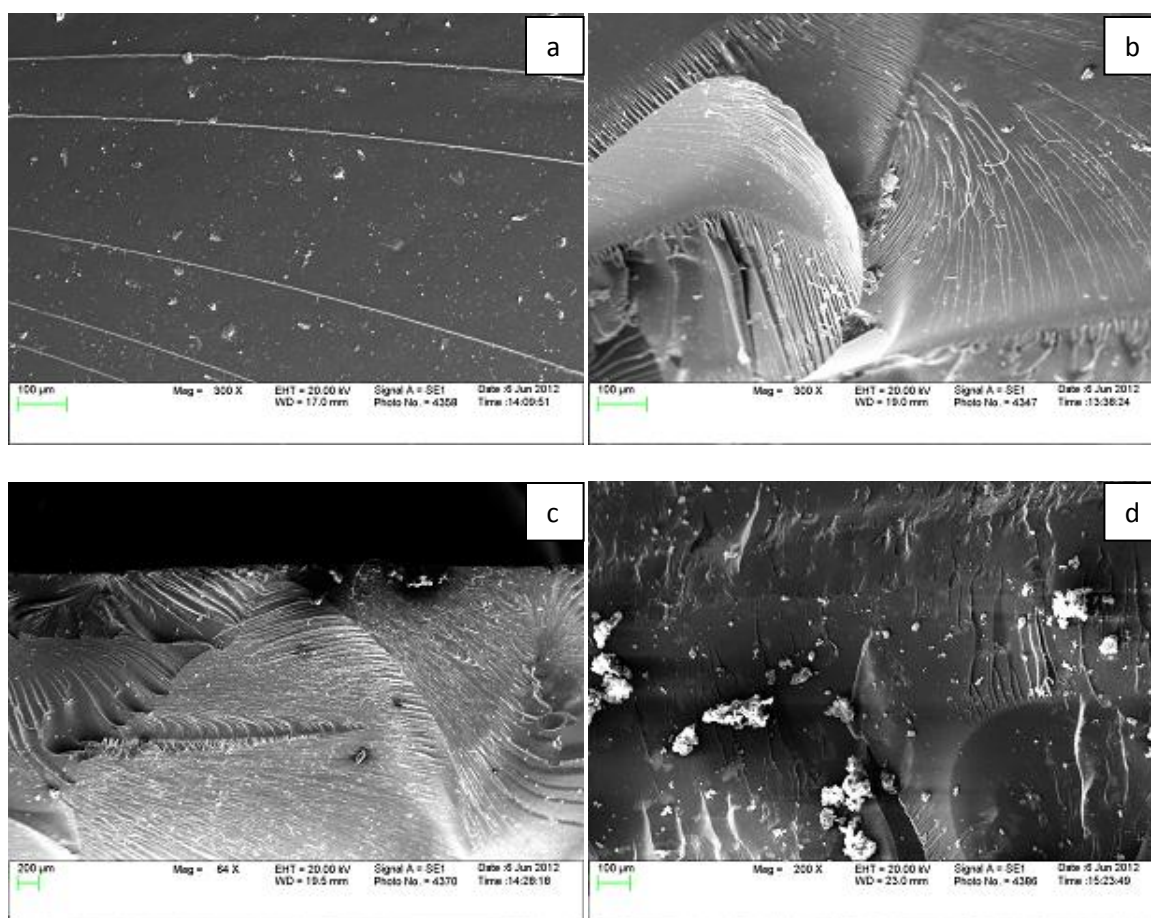 a
b
100 µm
Mag = 300 X
EHT = 20.00 kV
WD = 17.0 mm
Signal A = SE1
Photo No. = 4358
Date :6 Jun 2012
Time :14:09:51
100 µm
Mag = 300 X
EHT = 20.00 kV
WD = 19.0 mm
Signal A = SE1
Photo No. = 4347
Date :6 Jun 2012
Time :13:38:24
c
d
200 µm
Mag = 64 X
EHT = 20.00 kV
WD = 19.5 mm
Signal A = SE1
Photo No. = 4370
Date :6 Jun 2012
Time :14:28:18
100 µm
Mag = 200 X
EHT = 20.00 kV
WD = 23.0 mm
Signal A = SE1
Photo No. = 4386
Date :6 Jun 2012
Time :15:23:49